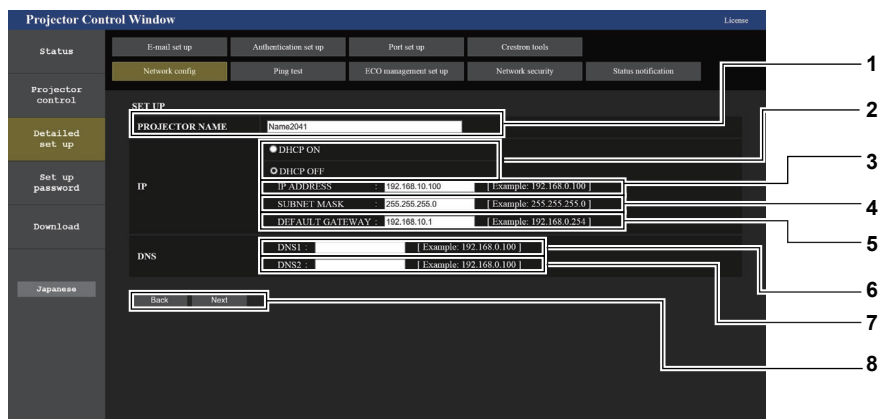 Projector Control Window License
Status
E-mail set up Authentication set up Port set up Crestron tools
Network config Ping test ECO management set up Network security Status notification
Projector control
Detailed set up
Set up password
Download
Japanese
SET UP
PROJECTOR NAME Name2041
IP
DHCP ON
DHCP OFF
IP ADDRESS : 192.168.10.100 [ Example: 192.168.0.100 ]
SUBNET MASK : 255.255.255.0 [ Example: 255.255.255.0 ]
DEFAULT GATEWAY : 192.168.10.1 [ Example: 192.168.0.254 ]
DNS
DNS1 : [ Example: 192.168.0.100 ]
DNS2 : [ Example: 192.168.0.100 ]
Back Next
1
2
3
4
5
6
7
8